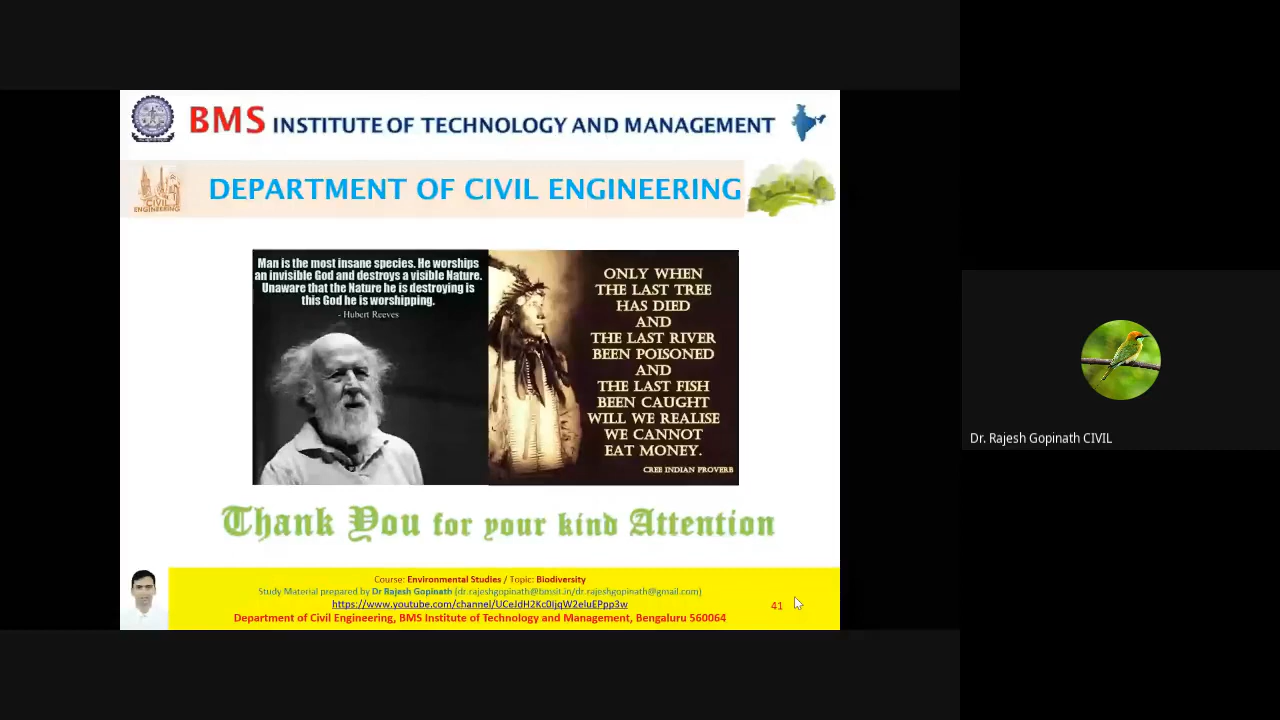 BMS INSTITUTE OF TECHNOLOGY AND MANAGEMENT
CIVIL
ENGINEERING
DEPARTMENT OF CIVIL ENGINEERING
Man is the most insane species. He worships
an invisible God and destroys a visible Nature.
Unaware that the Nature he is destroying is
this God he is worshipping.
- Hubert Reeves
ONLY WHEN
THE LAST TREE
HAS DIED
AND
THE LAST RIVER
BEEN POISONED
AND
THE LAST FISH
BEEN CAUGHT
WILL WE REALISE
WE CANNOT
EAT MONEY.
CREE INDIAN PROVERB
Thank You for your kind Attention
Course: Environmental Studies / Topic: Biodiversity
Study Material prepared by Dr Rajesh Gopinath (dr.rajeshgopinath@bmsit.in/dr.rajeshgopinath@gmail.com)
https://www.youtube.com/channel/UCeJdH2Kc0IjqW2eluEPpp3w
Department of Civil Engineering, BMS Institute of Technology and Management, Bengaluru 560064
41
Dr. Rajesh Gopinath CIVIL